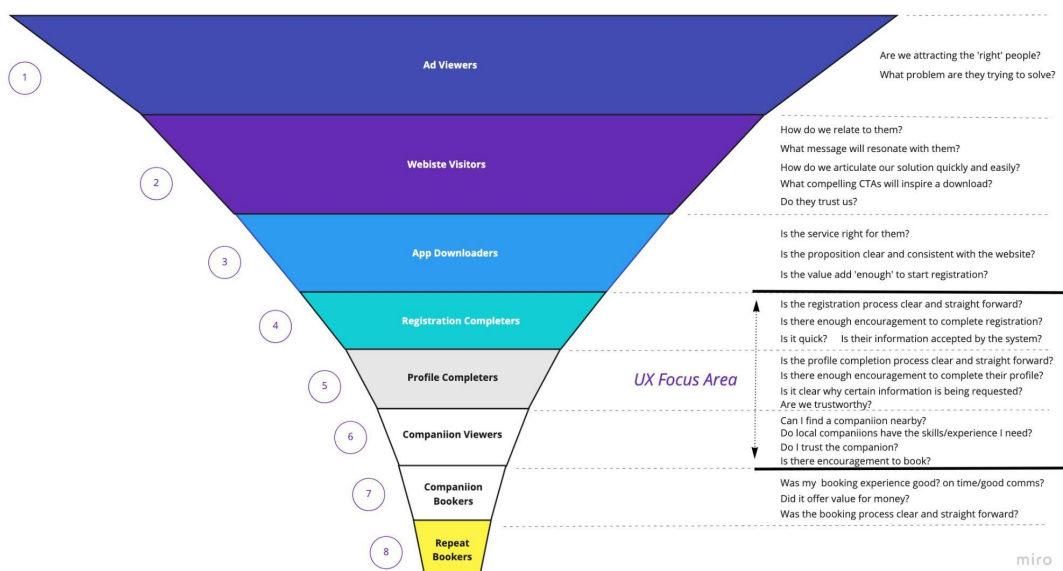 1
Ad Viewers
Are we attracting the 'right' people?
What problem are they trying to solve?
2
Webiste Visitors
How do we relate to them?
What message will resonate with them?
How do we articulate our solution quickly and easily?
What compelling CTAs will inspire a download?
Do they trust us?
3
App Downloaders
Is the service right for them?
Is the proposition clear and consistent with the website?
Is the value add 'enough' to start registration?
4
Registration Completers
Is the registration process clear and straight forward?
Is there enough encouragement to complete registration?
Is it quick? Is their information accepted by the system?
5
Profile Completers
UX Focus Area
Is the profile completion process clear and straight forward?
Is there enough encouragement to complete their profile?
Is it clear why certain information is being requested?
Are we trustworthy?
6
Companiion Viewers
Can I find a companiion nearby?
Do local companiions have the skills/experience I need?
Do I trust the companion?
Is there encouragement to book?
7
Companiion
Bookers
Was my booking experience good? on time/good comms?
Did it offer value for money?
Was the booking process clear and straight forward?
8
Repeat
Bookers
miro